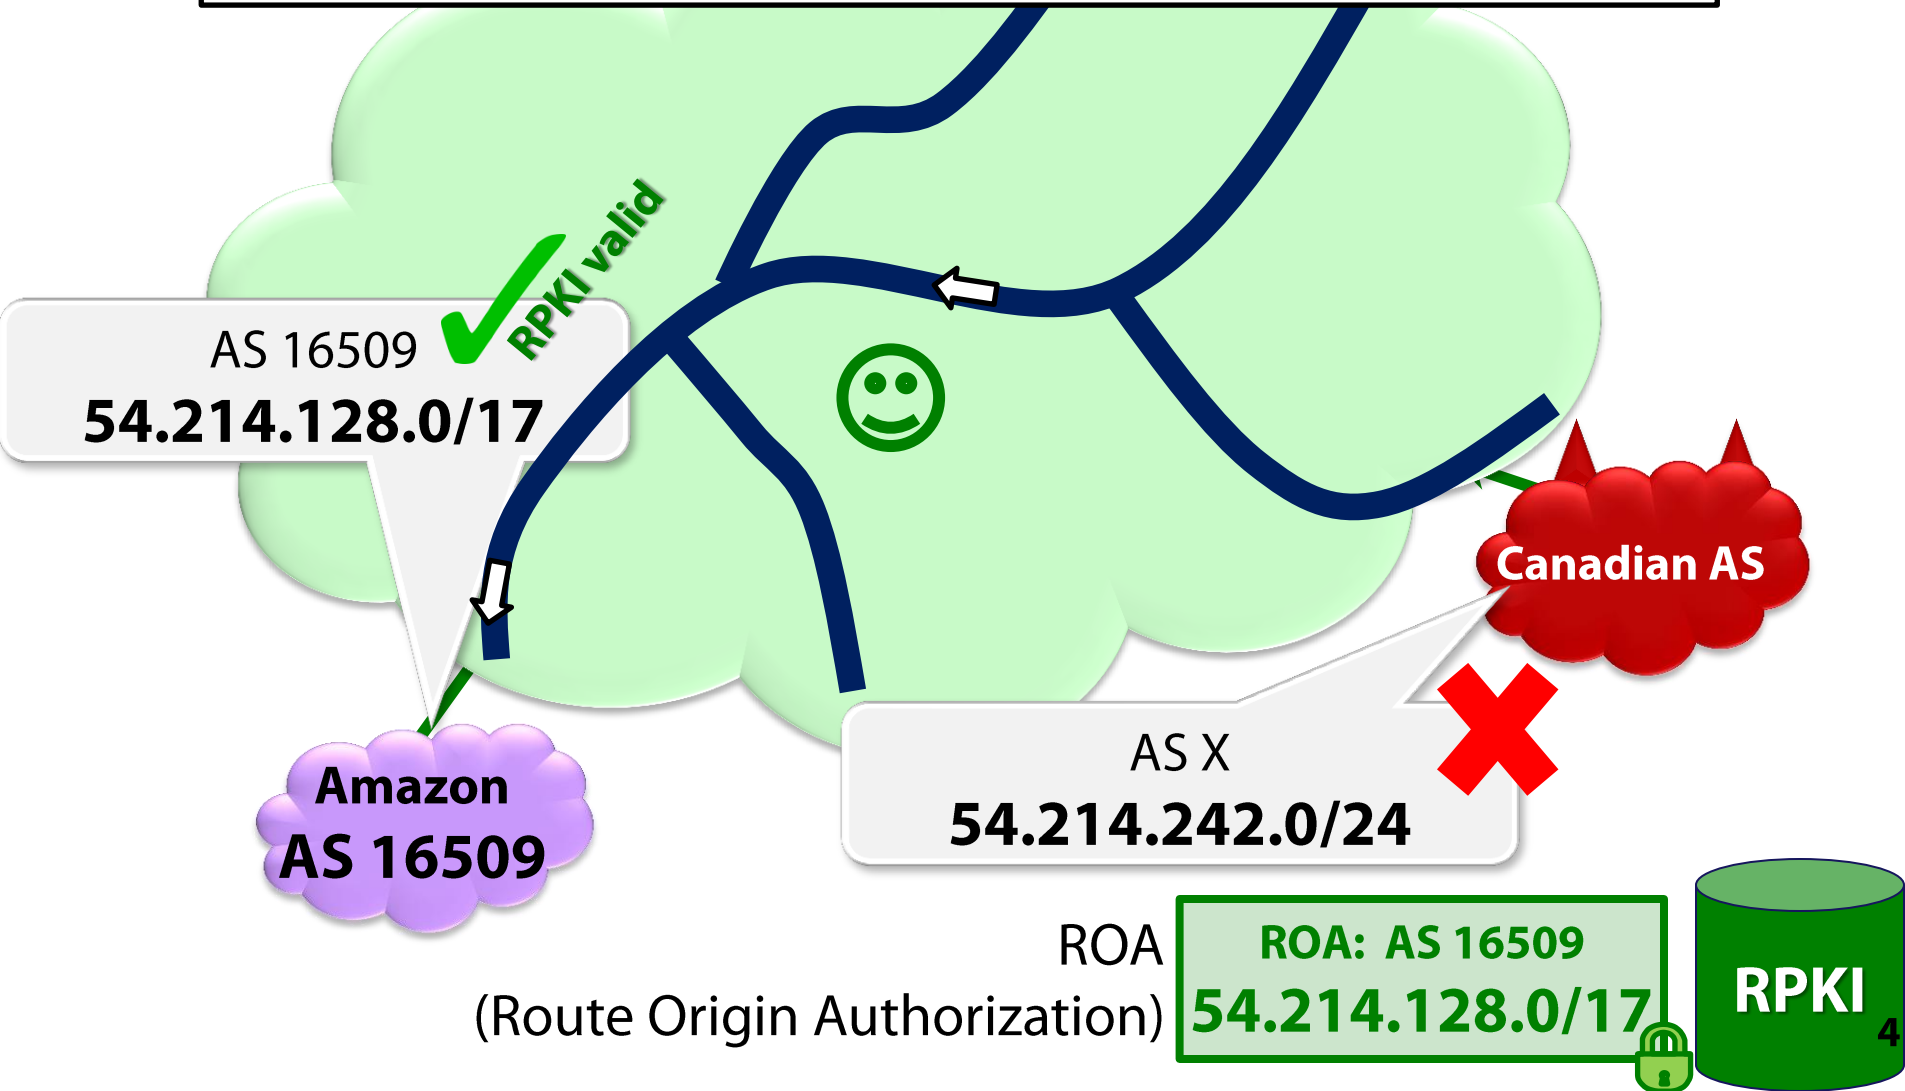 RPKI valid
AS 16509
54.214.128.0/17
Canadian AS
AS X
54.214.242.0/24
Amazon
AS 16509
ROA
(Route Origin Authorization)
ROA: AS 16509
54.214.128.0/17
RPKI
4